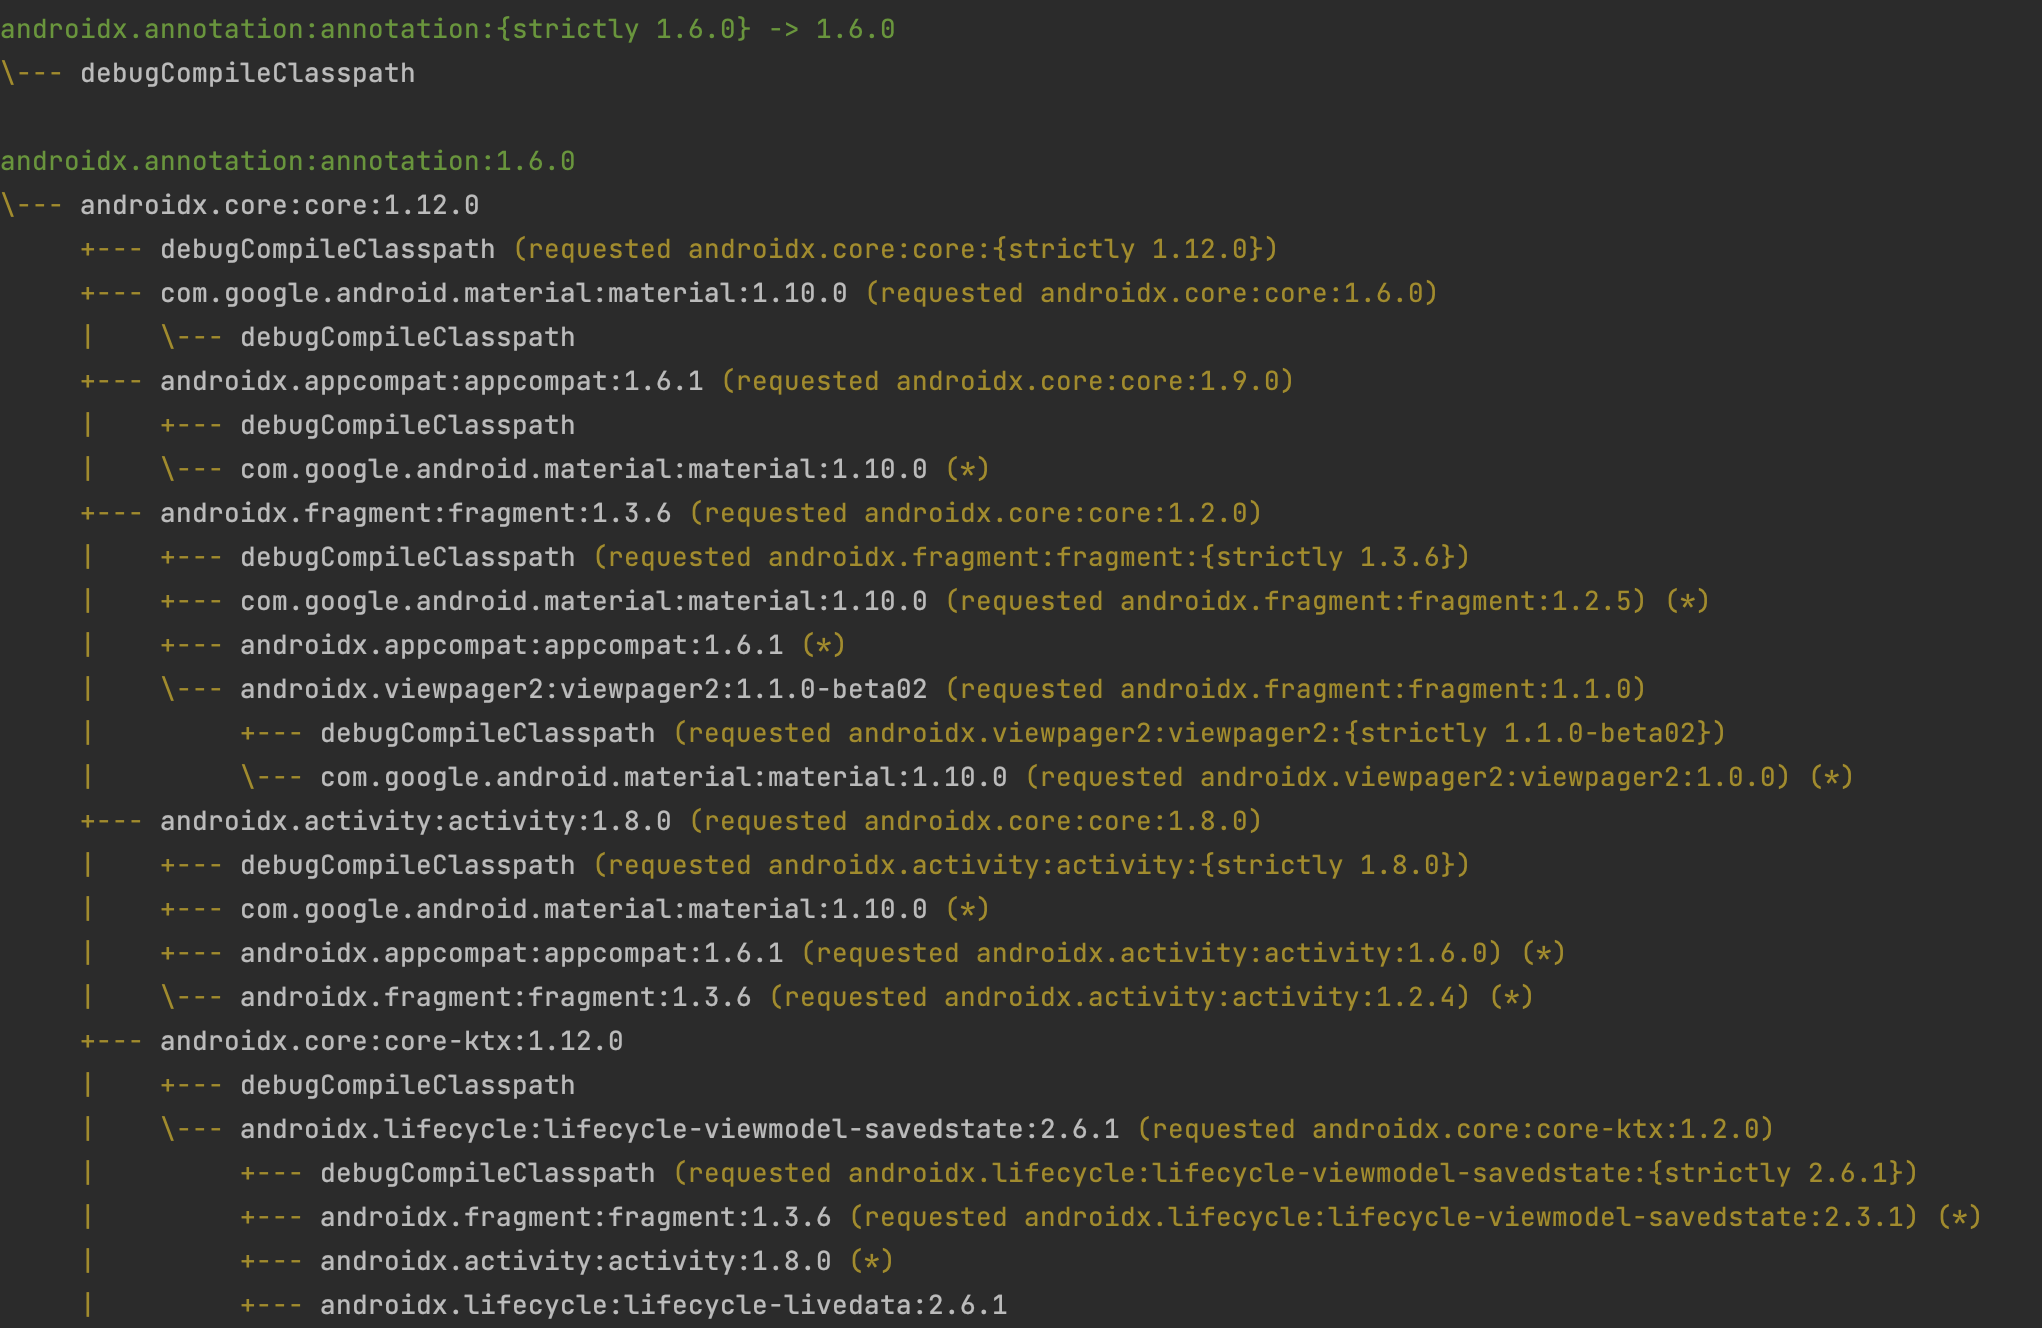 androidx.annotation:annotation:{strictly 1.6.0} -> 1.6.0
\--- debugCompileClasspath

androidx.annotation:annotation:1.6.0
\--- androidx.core:core:1.12.0
     +--- debugCompileClasspath (requested androidx.core:core:{strictly 1.12.0})
     +--- com.google.android.material:material:1.10.0 (requested androidx.core:core:1.6.0)
     |    \--- debugCompileClasspath
     +--- androidx.appcompat:appcompat:1.6.1 (requested androidx.core:core:1.9.0)
     |    +--- debugCompileClasspath
     |    \--- com.google.android.material:material:1.10.0 (*)
     +--- androidx.fragment:fragment:1.3.6 (requested androidx.core:core:1.2.0)
     |    +--- debugCompileClasspath (requested androidx.fragment:fragment:{strictly 1.3.6})
     |    +--- com.google.android.material:material:1.10.0 (requested androidx.fragment:fragment:1.2.5) (*)
     |    +--- androidx.appcompat:appcompat:1.6.1 (*)
     |    \--- androidx.viewpager2:viewpager2:1.1.0-beta02 (requested androidx.fragment:fragment:1.1.0)
     |         +--- debugCompileClasspath (requested androidx.viewpager2:viewpager2:{strictly 1.1.0-beta02})
     |         \--- com.google.android.material:material:1.10.0 (requested androidx.viewpager2:viewpager2:1.0.0) (*)
     +--- androidx.activity:activity:1.8.0 (requested androidx.core:core:1.8.0)
     |    +--- debugCompileClasspath (requested androidx.activity:activity:{strictly 1.8.0})
     |    +--- com.google.android.material:material:1.10.0 (*)
     |    +--- androidx.appcompat:appcompat:1.6.1 (requested androidx.activity:activity:1.6.0) (*)
     |    \--- androidx.fragment:fragment:1.3.6 (requested androidx.activity:activity:1.2.4) (*)
     +--- androidx.core:core-ktx:1.12.0
     |    +--- debugCompileClasspath
     |    \--- androidx.lifecycle:lifecycle-viewmodel-savedstate:2.6.1 (requested androidx.core:core-ktx:1.2.0)
     |         +--- debugCompileClasspath (requested androidx.lifecycle:lifecycle-viewmodel-savedstate:{strictly 2.6.1})
     |         +--- androidx.fragment:fragment:1.3.6 (requested androidx.lifecycle:lifecycle-viewmodel-savedstate:2.3.1) (*)
     |         +--- androidx.activity:activity:1.8.0 (*)
     |         +--- androidx.lifecycle:lifecycle-livedata:2.6.1